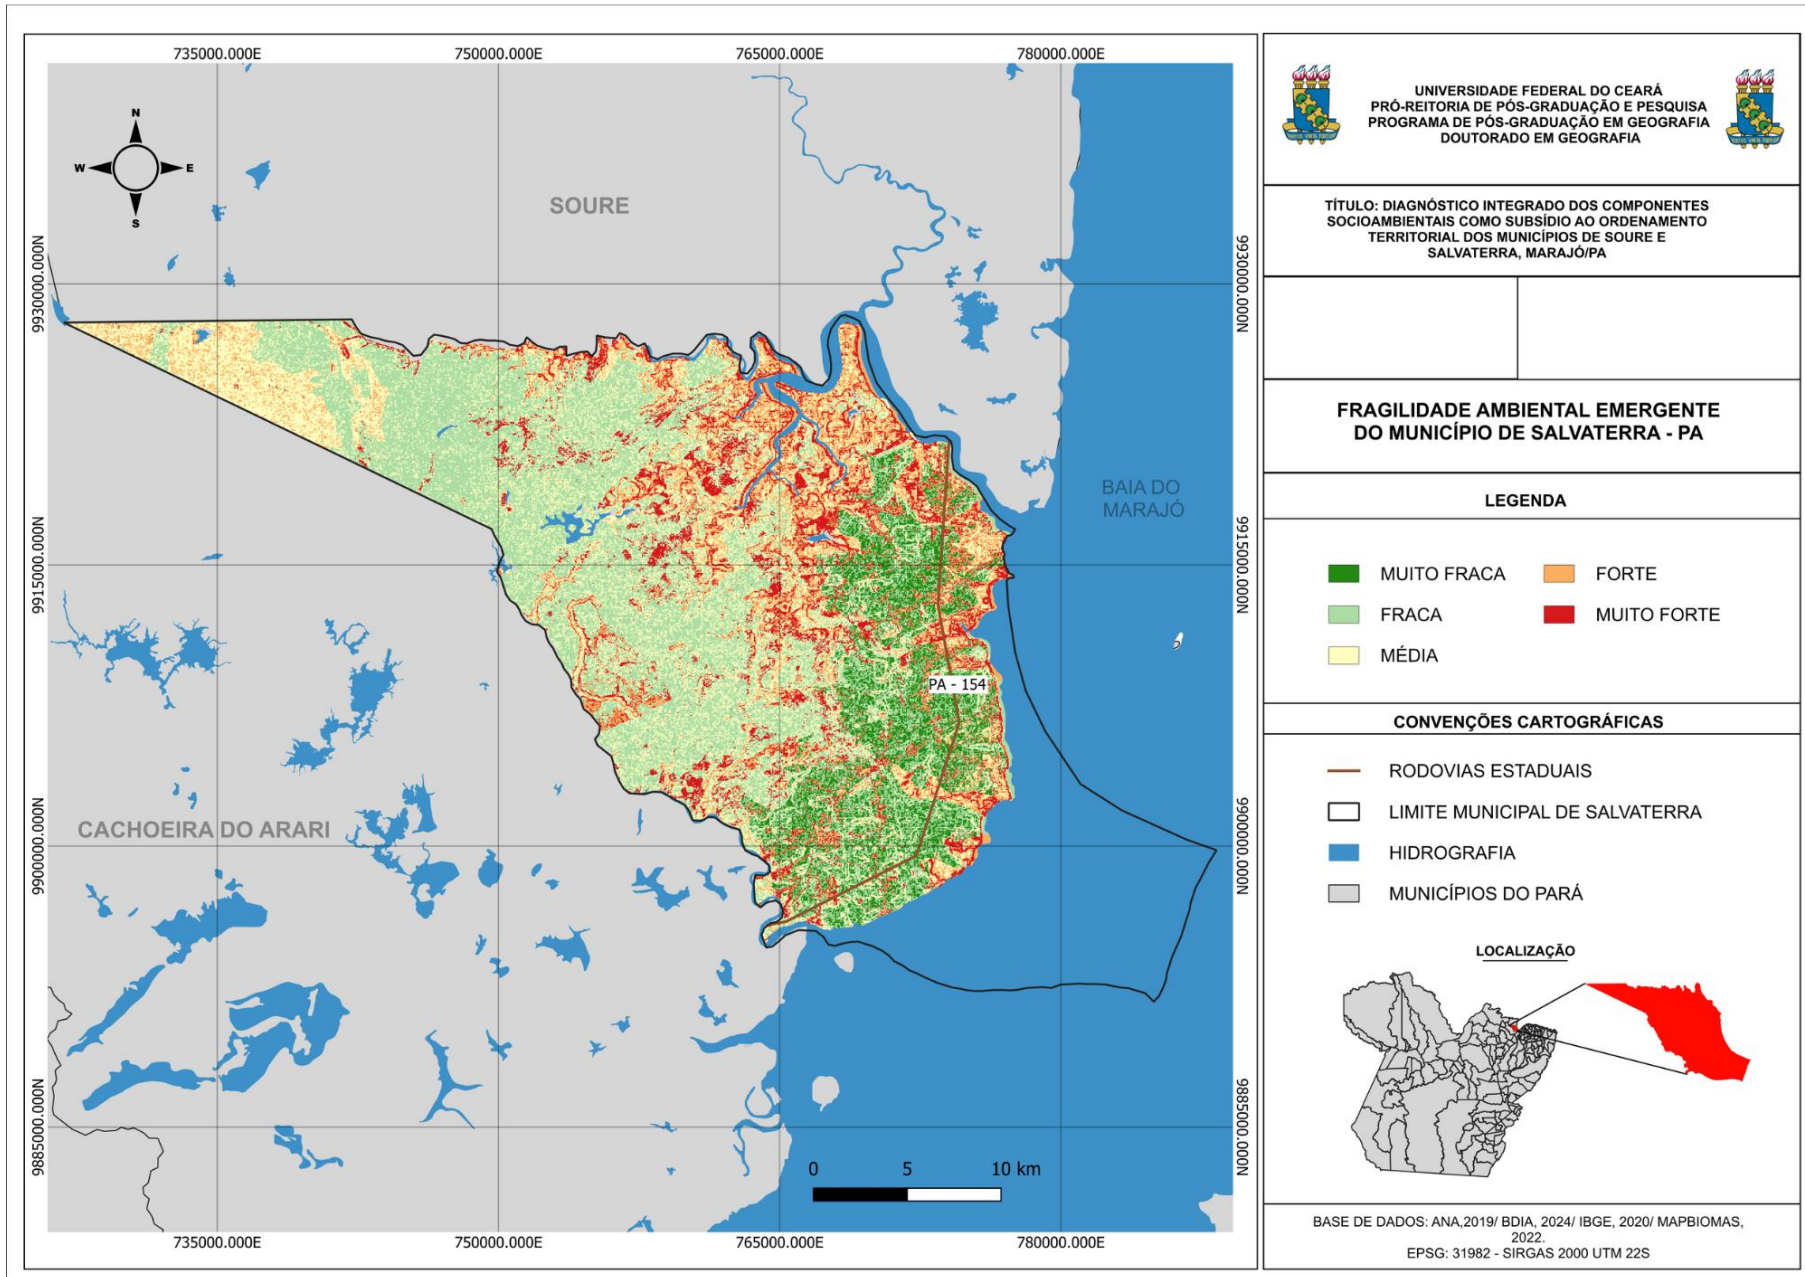 735000.000E
750000.000E
765000.000E
780000.000E
N
W
E
S
SOURE
9930000.000N
9930000.000N
BAIA DO
MARAJÓ
9915000.000N
9915000.000N
PA - 154
CACHOEIRA DO ARARI
9900000.000N
9900000.000N
9885000.000N
9885000.000N
0
5
10 km
735000.000E
750000.000E
765000.000E
780000.000E
UNIVERSIDADE FEDERAL DO CEARÁ
PRÓ-REITORIA DE PÓS-GRADUAÇÃO E PESQUISA
PROGRAMA DE PÓS-GRADUAÇÃO EM GEOGRAFIA
DOUTORADO EM GEOGRAFIA
TÍTULO: DIAGNÓSTICO INTEGRADO DOS COMPONENTES
SOCIOAMBIENTAIS COMO SUBSÍDIO AO ORDENAMENTO
TERRITORIAL DOS MUNICÍPIOS DE SOURE E
SALVATERRA, MARAJÓ/PA
FRAGILIDADE AMBIENTAL EMERGENTE
DO MUNICÍPIO DE SALVATERRA - PA
LEGENDA
MUITO FRACA
FORTE
FRACA
MUITO FORTE
MÉDIA
CONVENÇÕES CARTOGRÁFICAS
RODOVIAS ESTADUAIS
LIMITE MUNICIPAL DE SALVATERRA
HIDROGRAFIA
MUNICÍPIOS DO PARÁ
LOCALIZAÇÃO
BASE DE DADOS: ANA,2019/ BDIA, 2024/ IBGE, 2020/ MAPBIOMAS,
2022.
EPSG: 31982 - SIRGAS 2000 UTM 22S